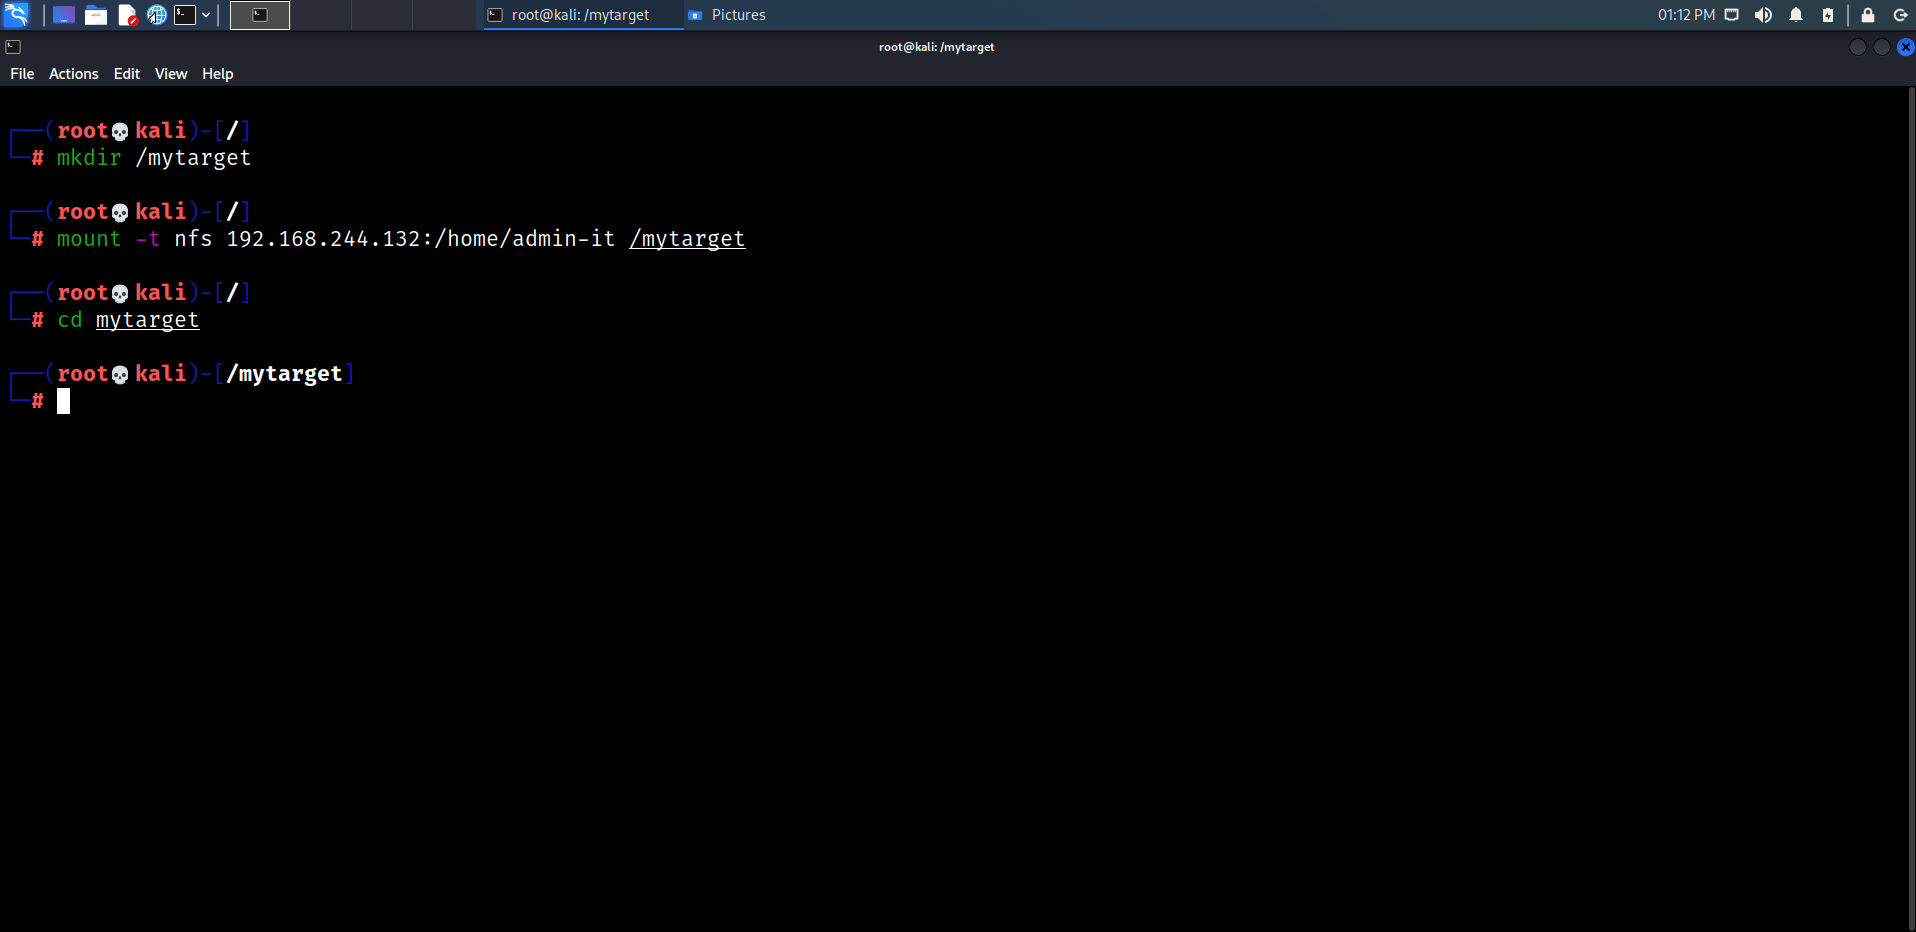 root@kali: /mytarget
Pictures
01:12 PM
root@kali: /mytarget
File Actions Edit View Help
┌──(root💀kali)-[/]
└─# mkdir /mytarget
┌──(root💀kali)-[/]
└─# mount -t nfs 192.168.244.132:/home/admin-it /mytarget
┌──(root💀kali)-[/]
└─# cd mytarget
┌──(root💀kali)-[/mytarget]
└─#